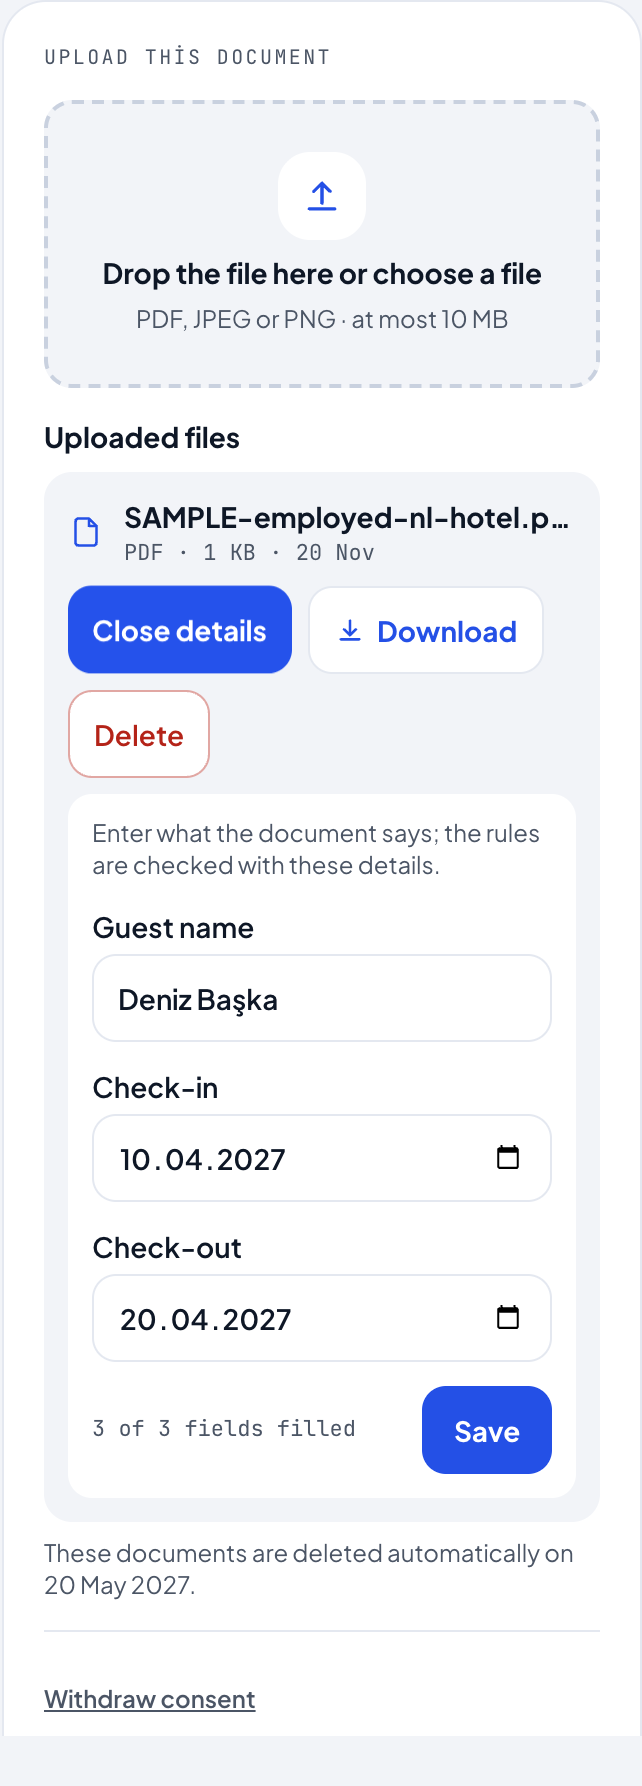 UPLOAD THİS DOCUMENT
Drop the file here or choose a file
PDF, JPEG or PNG · at most 10 MB
Uploaded files
SAMPLE-employed-nl-hotel.p…
PDF · 1 KB · 20 Nov
Close details
Download
Delete
Enter what the document says; the rules
are checked with these details.
Guest name
Deniz Başka
Check-in
10.04.2027
Check-out
20.04.2027
3 of 3 fields filled
Save
These documents are deleted automatically on
20 May 2027.
Withdraw consent